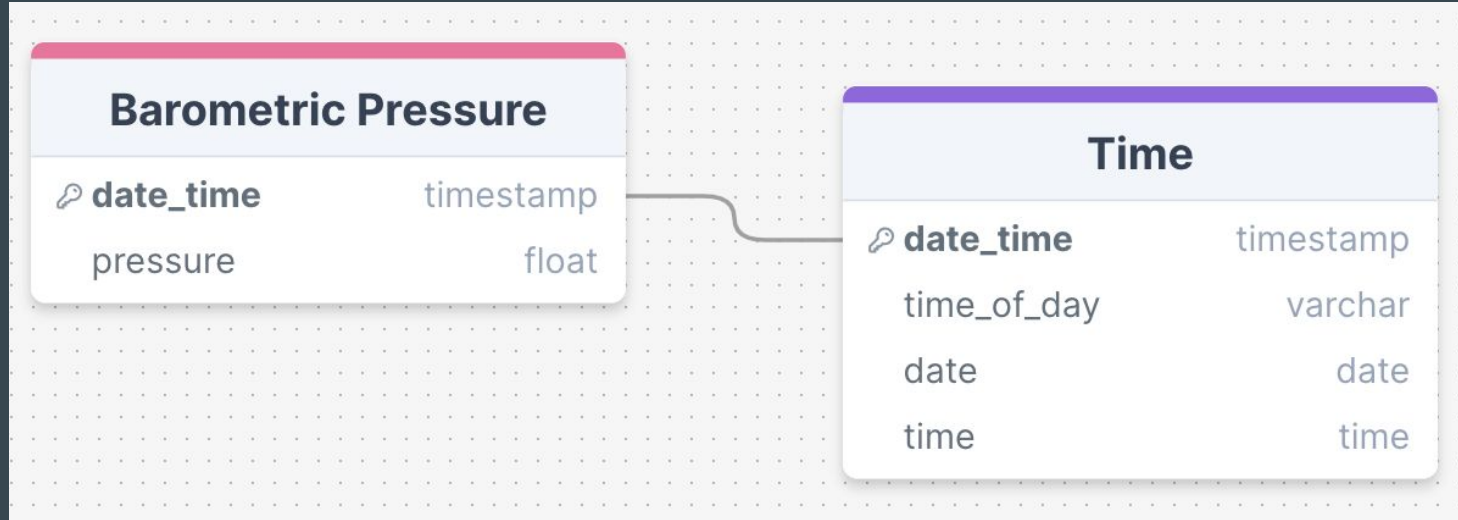 Barometric Pressure
date_time timestamp
pressure float
Time
date_time timestamp
time_of_day varchar
date date
time time